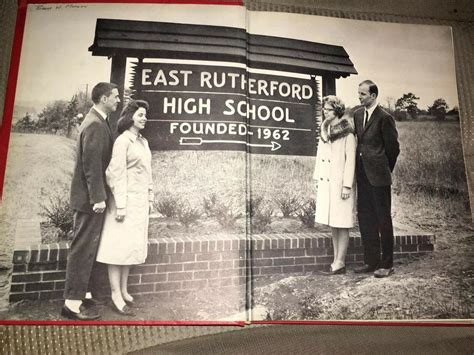 EAST RUTHERFORD
HIGH SCHOOL
FOUNDED-1962